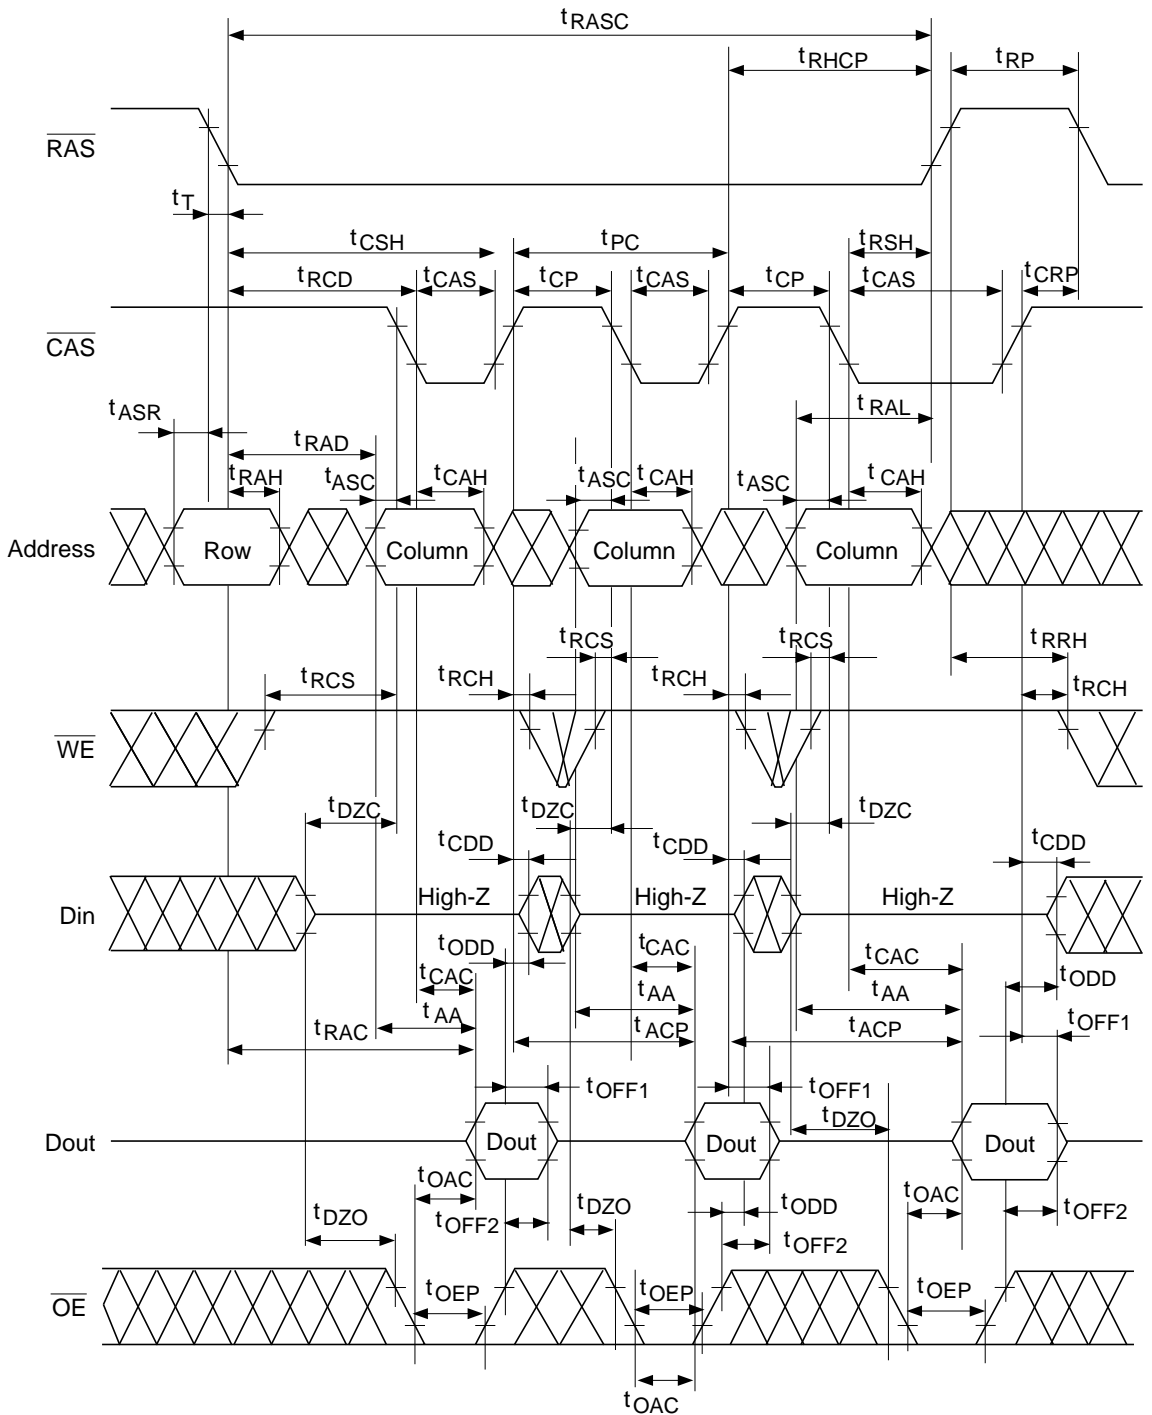 tRASC
tRHCP
tRP
RAS
tT
tCSH
tPC
tRSH
tRCD
tCAS
tCP
tCAS
tCP
tCAS
tCRP
CAS
tASR
tRAL
tRAD
tRAH
tASC
tCAH
tASC
tCAH
tASC
tCAH
Address
Row
Column
Column
Column
tRCS
tRCS
tRRH
tRCS
tRCH
tRCH
tRCH
WE
tDZC
tDZC
tDZC
tCDD
tCDD
tCDD
Din
High-Z
High-Z
High-Z
tODD
tCAC
tCAC
tCAC
tODD
tAA
tAA
tAA
tRAC
tACP
tACP
tOFF1
tOFF1
tOFF1
tDZO
Dout
Dout
Dout
Dout
tOAC
tOAC
tDZO
tOFF2
tDZO
tODD
tOFF2
tOFF2
OE
tOEP
tOEP
tOEP
tOAC